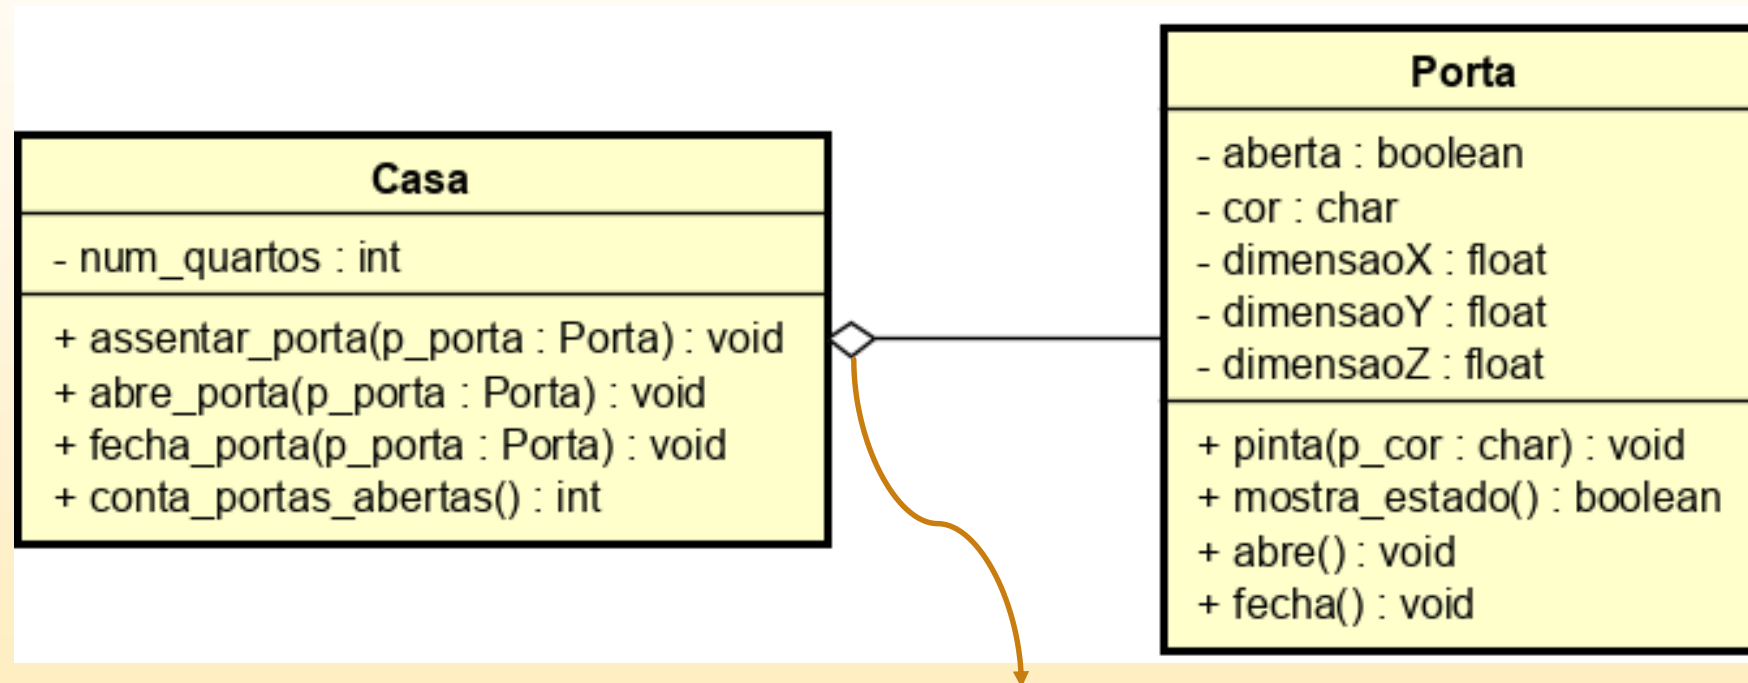 Casa
- num_quartos : int
+ assentar_porta(p_porta : Porta) : void
+ abre_porta(p_porta : Porta) : void
+ fecha_porta(p_porta : Porta) : void
+ conta_portas_abertas() : int
Porta
- aberta : boolean
- cor : char
- dimensaoX : float
- dimensaoY : float
- dimensaoZ : float
+ pinta(p_cor : char) : void
+ mostra_estado() : boolean
+ abre() : void
+ fecha() : void